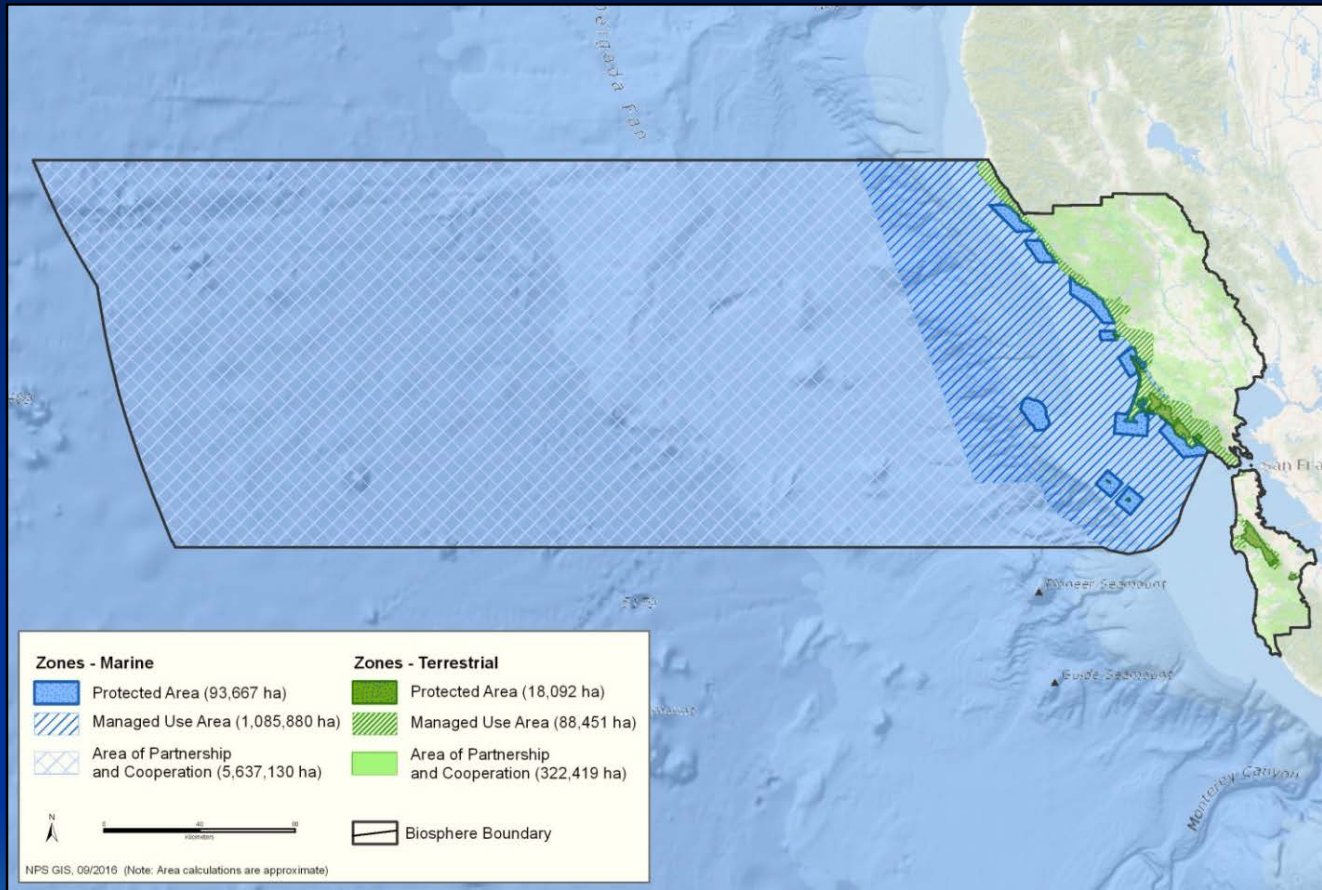 Delgada Fan
San Fra
Pioneer Seamount
Guide Seamount
Monterey Canyon
Zones - Marine
Protected Area (93,667 ha)
Managed Use Area (1,085,880 ha)
Area of Partnership
and Cooperation (5,637,130 ha)
Zones - Terrestrial
Protected Area (18,092 ha)
Managed Use Area (88,451 ha)
Area of Partnership
and Cooperation (322,419 ha)
N
0 40 80
Kilometers
Biosphere Boundary
NPS GIS, 09/2016 (Note: Area calculations are approximate)